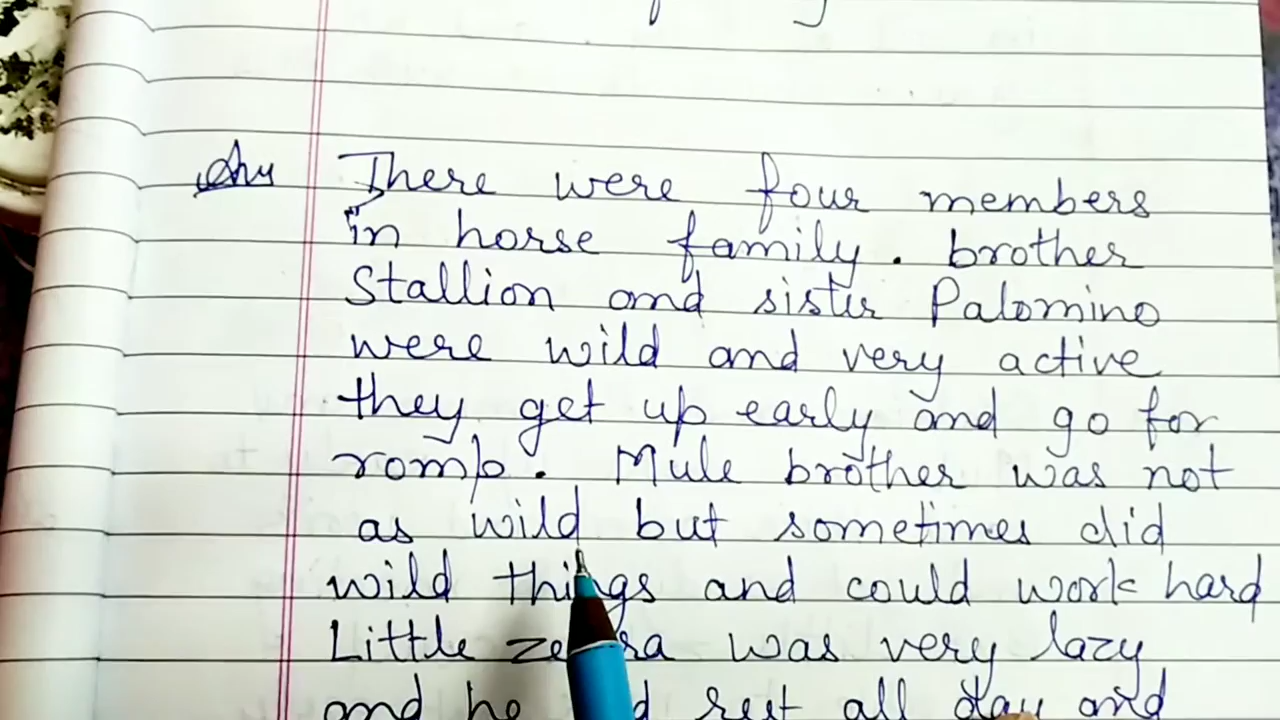 Ans There were four members
in horse family. brother
Stallion and sister Palomino
were wild and very active
they get up early and go for
romp. Mule brother was not
as wild but sometimes did
wild things and could work hard
Little zebra was very lazy
and he rest all day and